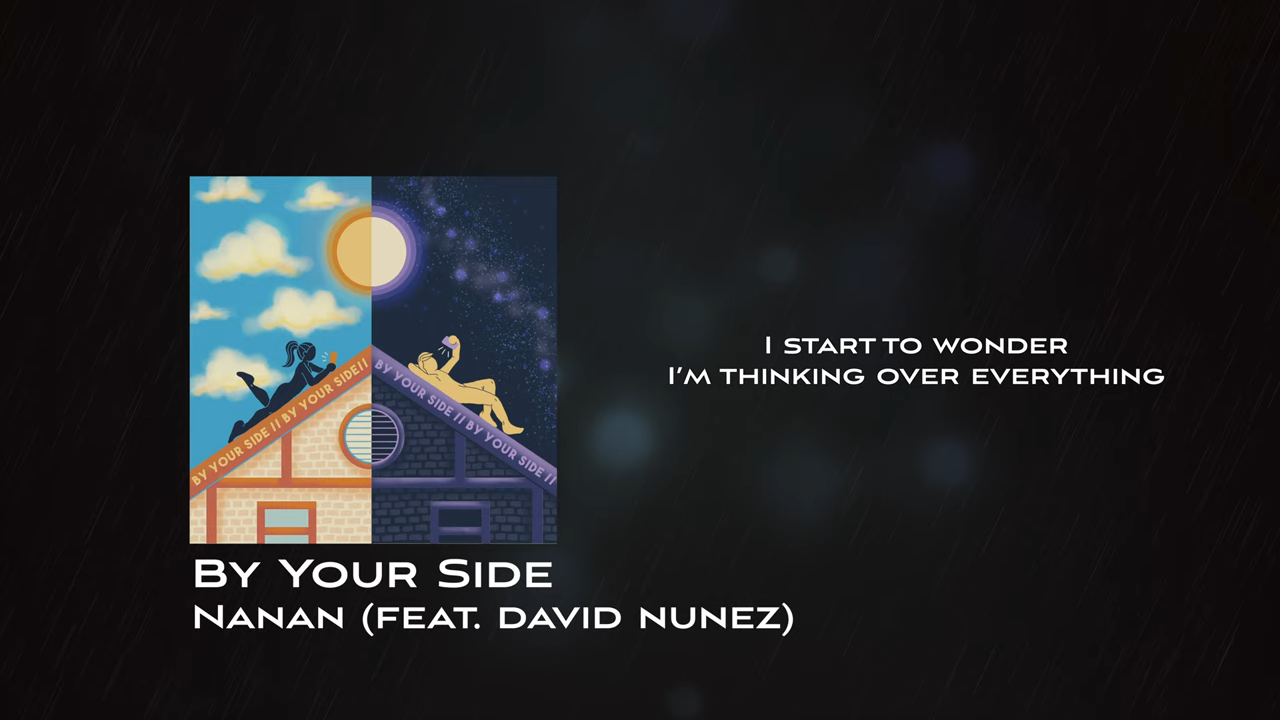 BY YOUR SIDE // BY YOUR SIDE //
BY YOUR SIDE // BY YOUR SIDE //
I START TO WONDER
I'M THINKING OVER EVERYTHING
BY YOUR SIDE
NANAN (FEAT. DAVID NUNEZ)